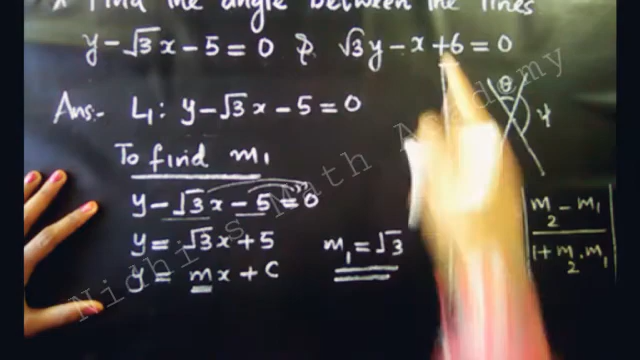 Find the angle between the lines
y - √3 x - 5 = 0 & √3 y - x + 6 = 0
Ans:- L₁: y - √3 x - 5 = 0
To find m₁
y - √3 x - 5 = 0
y = √3 x + 5 m₁ = √3
y = mx + C
θ
φ
|m₂ - m₁ / 1 + m₂ . m₁|
Nidhi's Math Academy